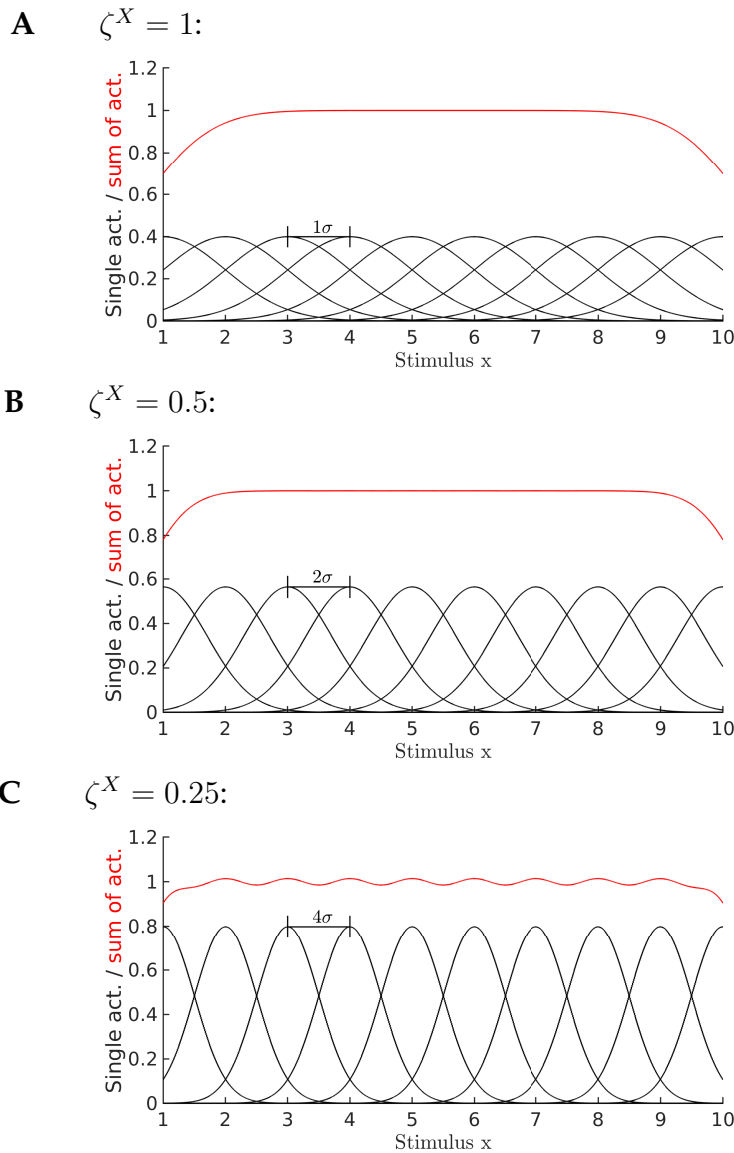 A ζ^X = 1:
1.2
1
0.8
0.6
0.4
0.2
0
Single act. / sum of act.
1σ
1 2 3 4 5 6 7 8 9 10
Stimulus x
B ζ^X = 0.5:
1.2
1
0.8
0.6
0.4
0.2
0
Single act. / sum of act.
2σ
1 2 3 4 5 6 7 8 9 10
Stimulus x
C ζ^X = 0.25:
1.2
1
0.8
0.6
0.4
0.2
0
Single act. / sum of act.
4σ
1 2 3 4 5 6 7 8 9 10
Stimulus x